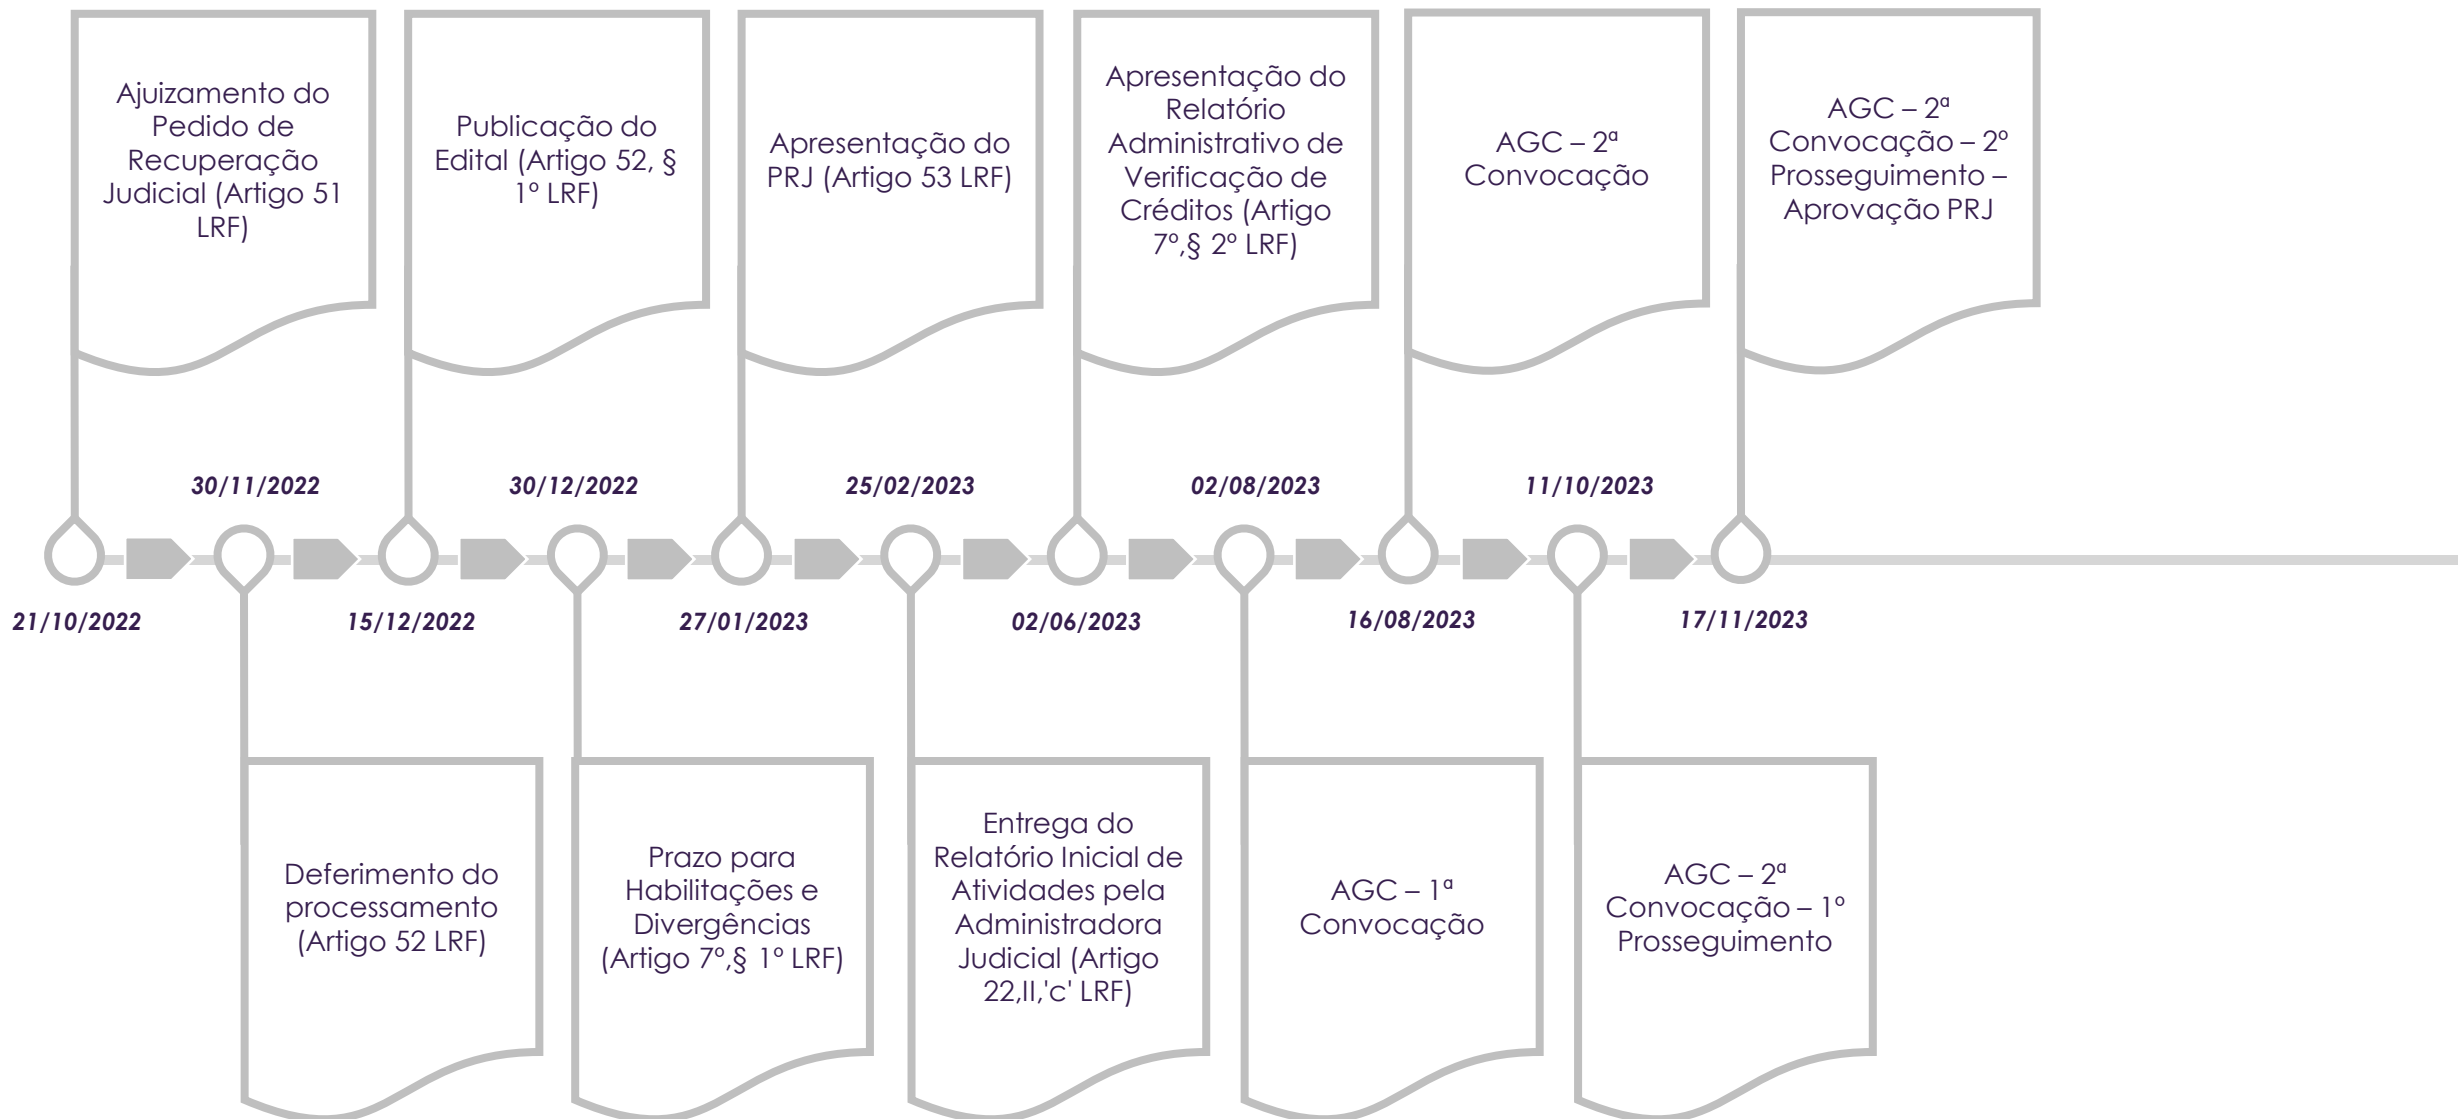 Ajuizamento do
Pedido de
Recuperação
Judicial (Artigo 51
LRF)
Publicação do
Edital (Artigo 52, §
1º LRF)
Apresentação do
PRJ (Artigo 53 LRF)
Apresentação do
Relatório
Administrativo de
Verificação de
Créditos (Artigo
7º,§ 2º LRF)
AGC – 2ª
Convocação
AGC – 2ª
Convocação – 2º
Prosseguimento –
Aprovação PRJ
30/11/2022
30/12/2022
25/02/2023
02/08/2023
11/10/2023
21/10/2022
15/12/2022
27/01/2023
02/06/2023
16/08/2023
17/11/2023
Deferimento do
processamento
(Artigo 52 LRF)
Prazo para
Habilitações e
Divergências
(Artigo 7º,§ 1º LRF)
Entrega do
Relatório Inicial de
Atividades pela
Administradora
Judicial (Artigo
22,II,'c' LRF)
AGC – 1ª
Convocação
AGC – 2ª
Convocação – 1º
Prosseguimento